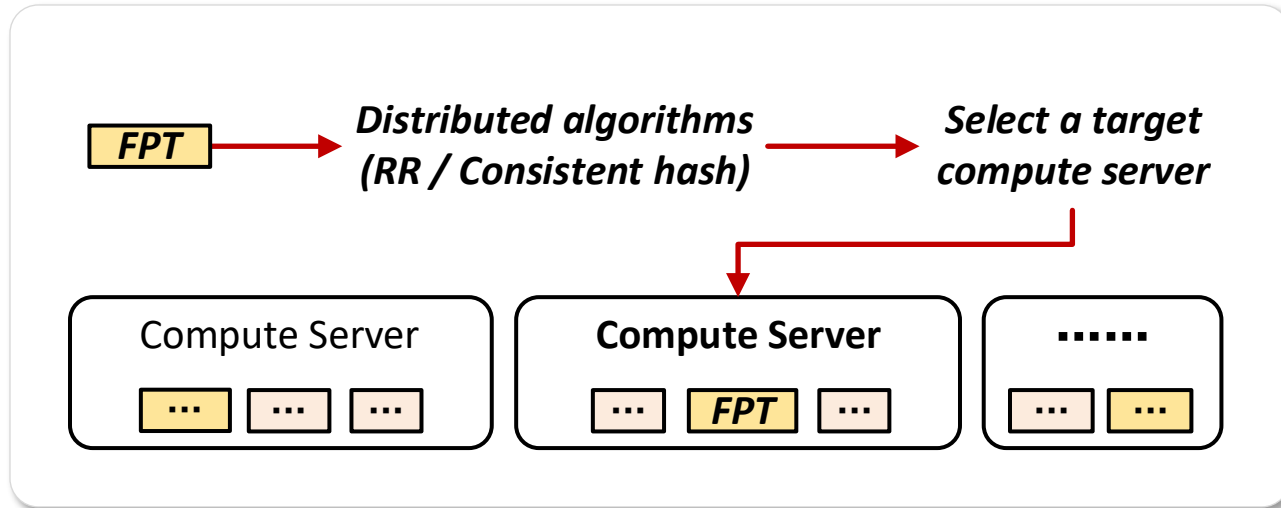 FPT
Distributed algorithms
(RR / Consistent hash)
Select a target
compute server
Compute Server
... ... ...
Compute Server
... FPT ...
......
... ...